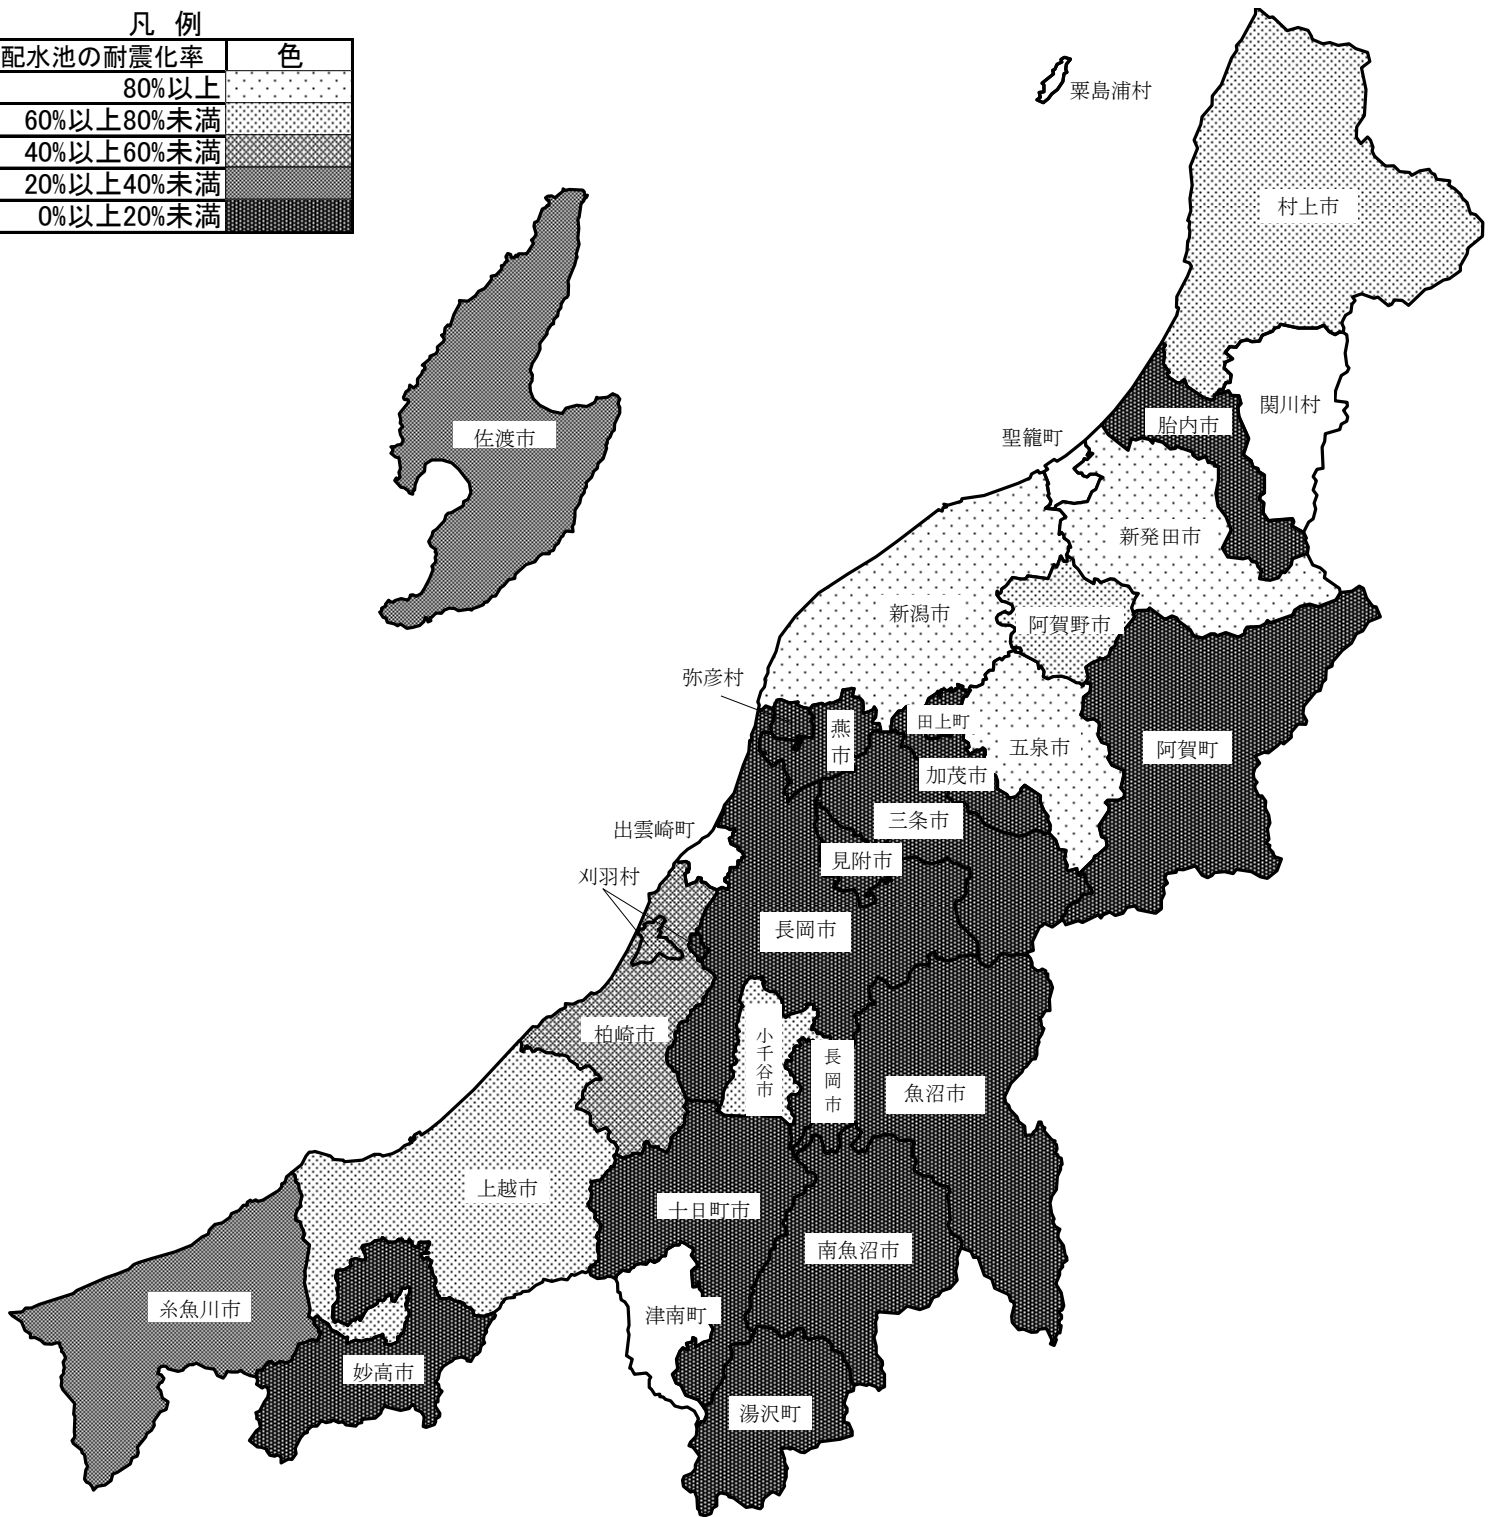 凡 例
配水池の耐震化率 色
80%以上
60%以上80%未満
40%以上60%未満
20%以上40%未満
0%以上20%未満
粟島浦村
村上市
関川村
胎内市
聖籠町
佐渡市
新発田市
新潟市
阿賀野市
弥彦村
燕市
田上町
五泉市
阿賀町
加茂市
三条市
出雲崎町
見附市
刈羽村
長岡市
柏崎市
小千谷市
長岡市
魚沼市
上越市
十日町市
南魚沼市
糸魚川市
津南町
妙高市
湯沢町